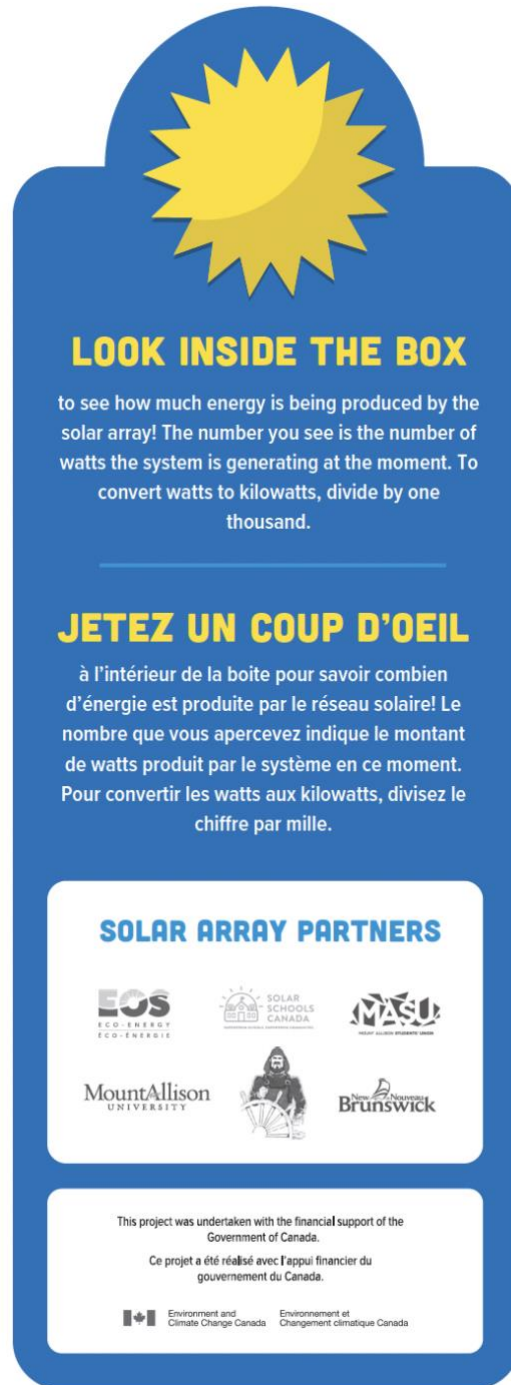 LOOK INSIDE THE BOX
to see how much energy is being produced by the
solar array! The number you see is the number of
watts the system is generating at the moment. To
convert watts to kilowatts, divide by one
thousand.
JETEZ UN COUP D'OEIL
à l'intérieur de la boite pour savoir combien
d'énergie est produite par le réseau solaire! Le
nombre que vous apercevez indique le montant
de watts produit par le système en ce moment.
Pour convertir les watts aux kilowatts, divisez le
chiffre par mille.
SOLAR ARRAY PARTNERS
EOS
ECO-ENERGY
ÉCO-ÉNERGIE
SOLAR
SCHOOLS
CANADA
MASU
MOUNT ALLISON STUDENTS' UNION
MountAllison
UNIVERSITY
New Nouveau
Brunswick
This project was undertaken with the financial support of the
Government of Canada.
Ce projet a été réalisé avec l'appui financier du
gouvernement du Canada.
Environment and
Climate Change Canada
Environnement et
Changement climatique Canada